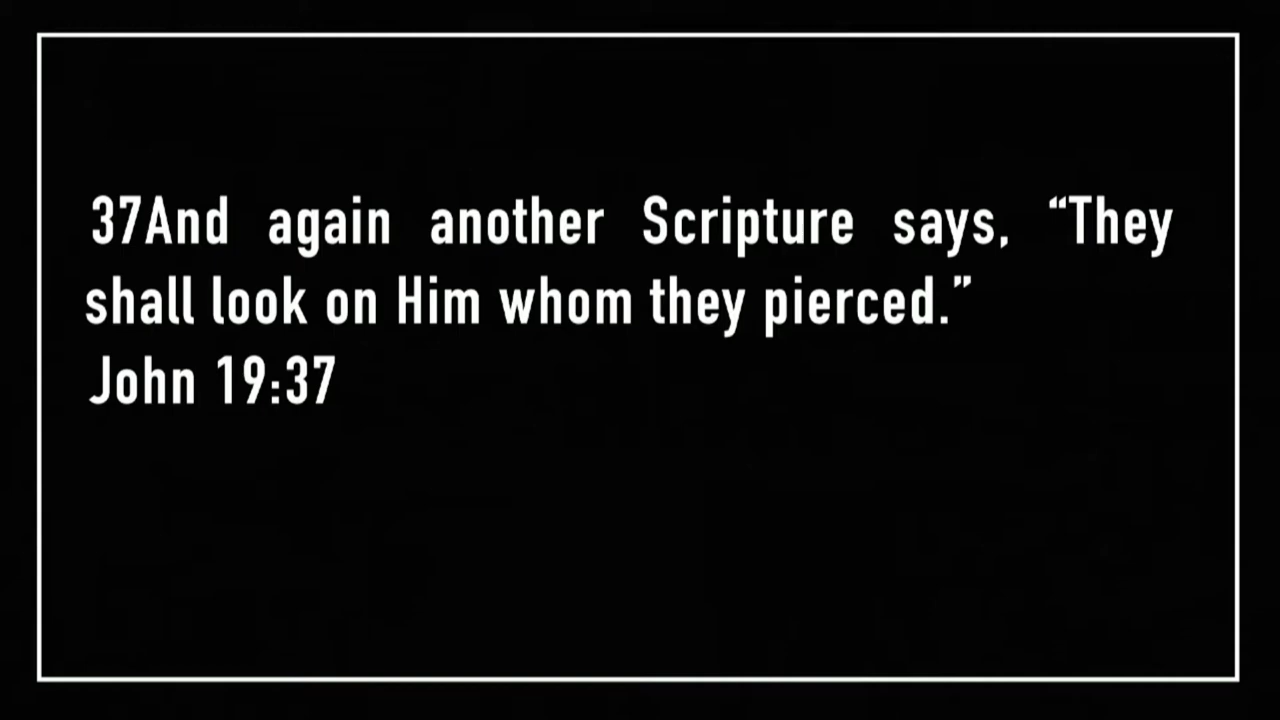 37And again another Scripture says, “They
shall look on Him whom they pierced.”
John 19:37